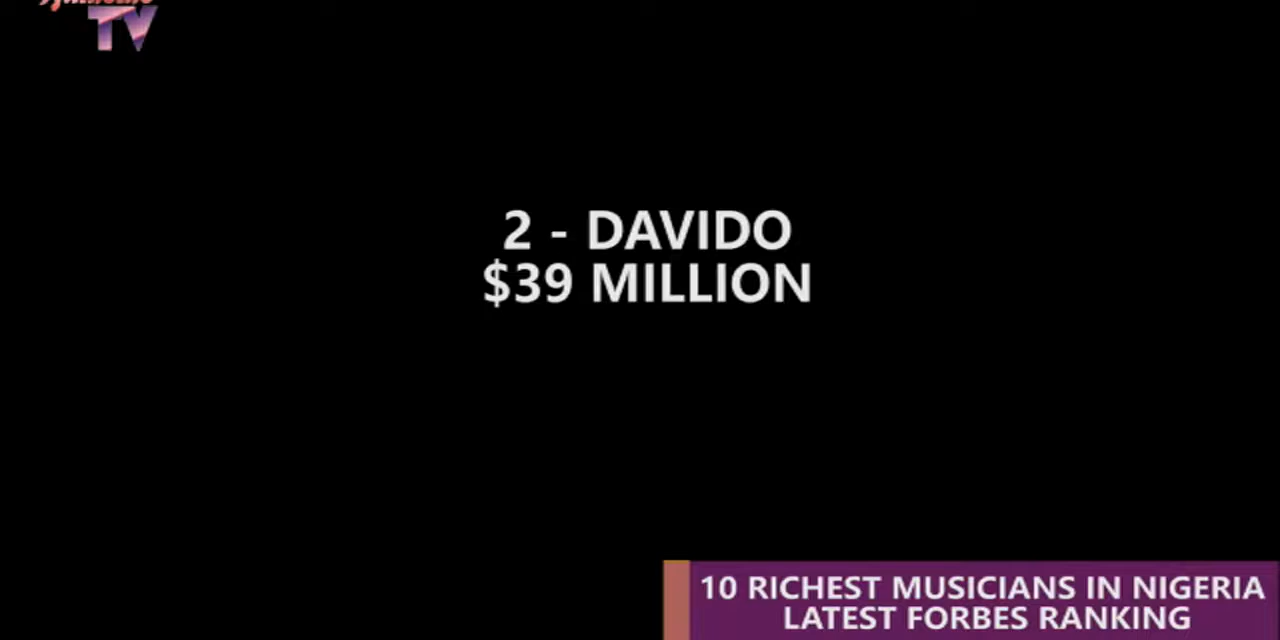 TV
2 - DAVIDO
$39 MILLION
10 RICHEST MUSICIANS IN NIGERIA
LATEST FORBES RANKING